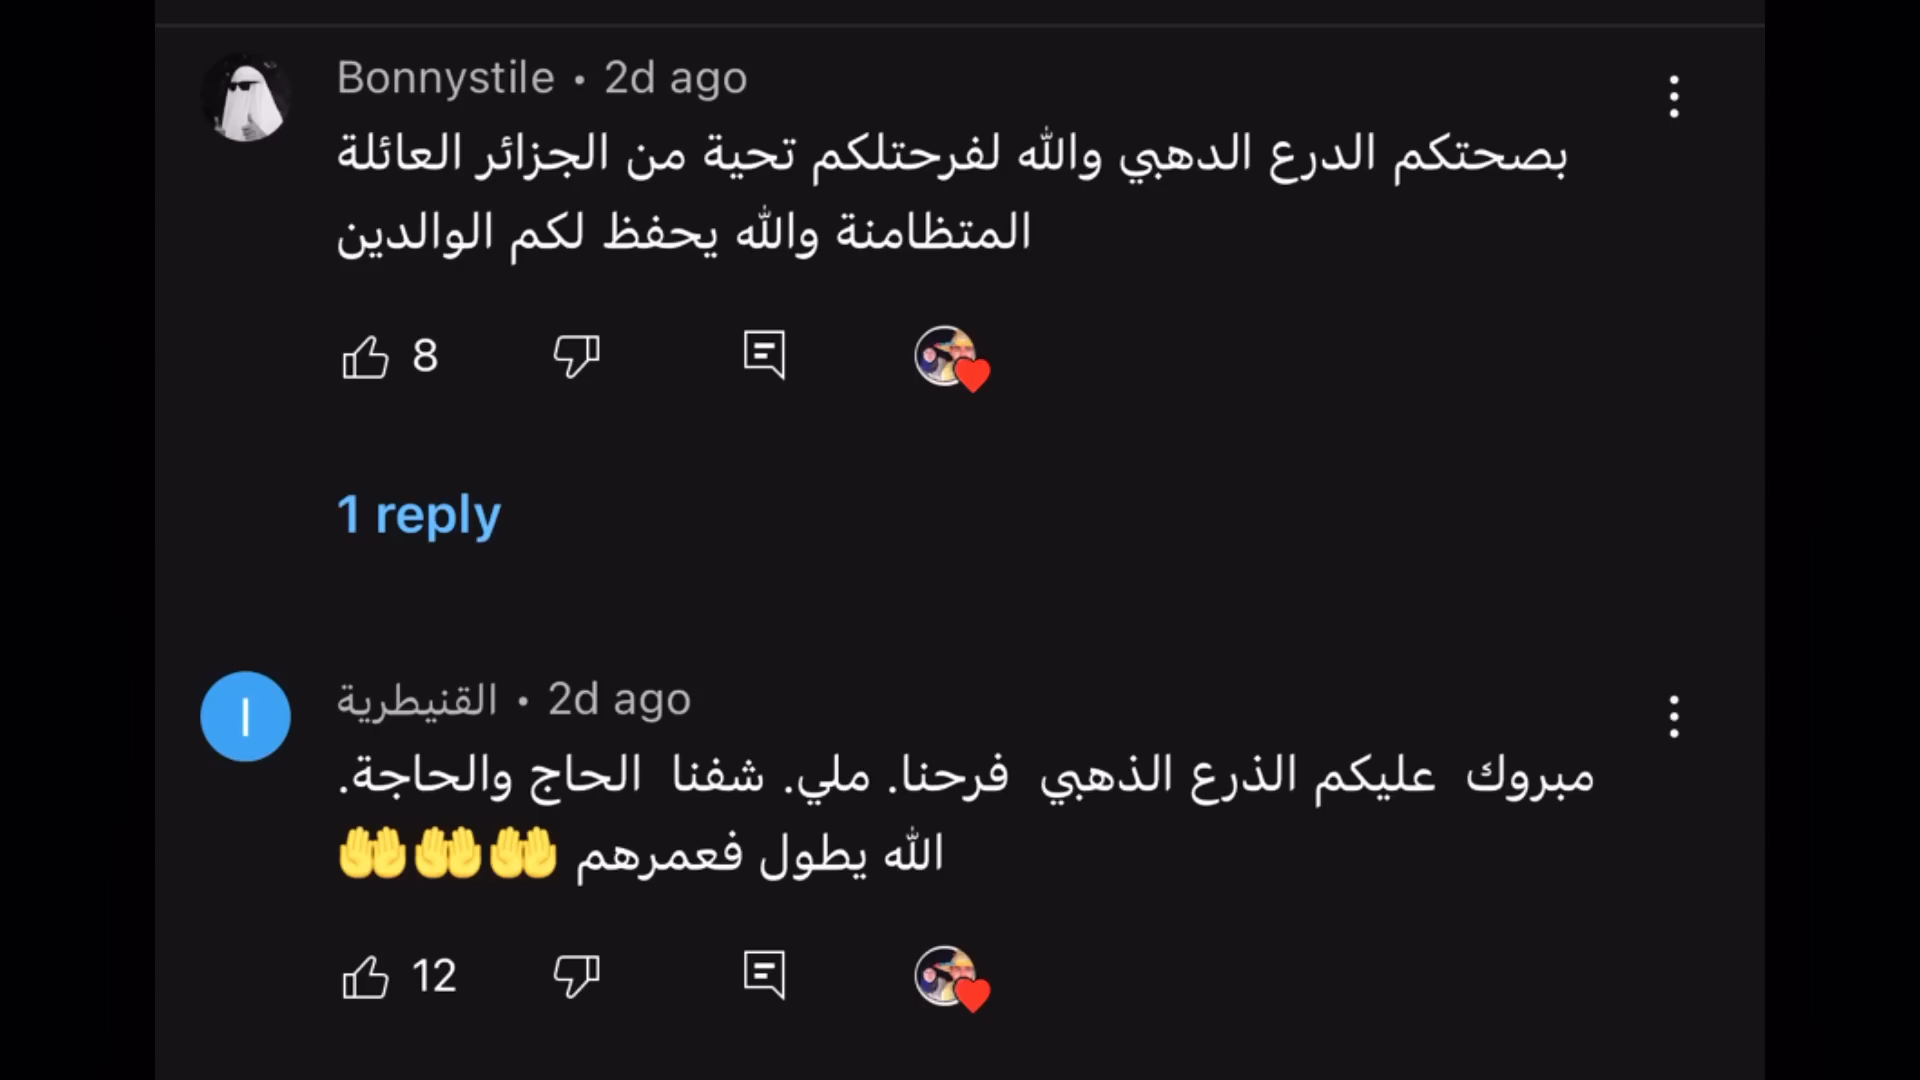 Bonnystile • 2d ago
بصحتكم الدرع الدهبي والله لفرحتلكم تحية من الجزائر العائلة
المتظامنة والله يحفظ لكم الوالدين
8
1 reply
ا
القنيطرية • 2d ago
مبروك عليكم الذرع الذهبي فرحنا. ملي. شفنا الحاج والحاجة.
الله يطول فعمرهم 🤲🤲🤲
12